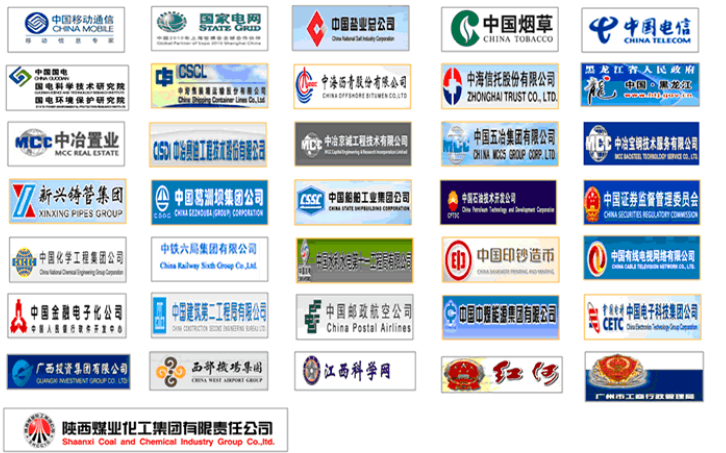 中国移动通信
CHINA MOBILE
移动信息专家
国家电网
STATE GRID
中国2010年上海世博会全球合作伙伴
Global Partner of Expo 2010 Shanghai China
中国盐业总公司
China National Salt Industry Corporation
中国烟草
CHINA TOBACCO
中国电信
CHINA TELECOM
中国国电
CHINA GUODIAN
国电科学技术研究院
国电环境保护研究院
CSCL
中海集装箱运输股份有限公司
China Shipping Container Lines Co., Ltd.
中海沥青股份有限公司
CHINA OFFSHORE BITUMEN CO.,LTD
中海信托股份有限公司
ZHONGHAI TRUST CO., LTD.
黑龙江省人民政府
中国·黑龙江
www.hlj.gov.cn
MCC
中冶置业
MCC REAL ESTATE
CISDI
中冶赛迪工程技术股份有限公司
MCC
中冶京诚工程技术有限公司
MCC Capital Engineering & Research Incorporation Limited
MCC
中国五冶集团有限公司
CHINA MCC5 GROUP CORP. LTD
MCC
中冶宝钢技术服务有限公司
MCC BAOSTEEL TECHNOLOGY SERVICE CO., LTD.
新兴铸管集团
XINXING PIPES GROUP
CGGC
中国葛洲坝集团公司
CHINA GEZHOUBA (GROUP) CORPORATION
CSSC
中国船舶工业集团公司
CHINA STATE SHIPBUILDING CORPORATION
CPTDC
中国石油技术开发公司
China Petroleum Technology and Development Corporation
中国证券监督管理委员会
CHINA SECURITIES REGULATORY COMMISSION
中国化学工程集团公司
China National Chemical Engineering Group Corporation
中铁六局集团有限公司
China Railway Sixth Group Co.,Ltd.
中国水利水电第十一工程局有限公司
中国印钞造币
CHINA BANKNOTE PRINTING AND MINTING
中国有线电视网络有限公司
CHINA CABLE TELEVISION NETWORK CO., LTD.
中国金融电子化公司
中国人民银行软件开发中心
中国建筑第二工程局有限公司
CHINA CONSTRUCTION SECOND ENGINEERING BUREAU LTD.
中国邮政航空公司
China Postal Airlines
中国中煤能源集团有限公司
CETC
中国电子科技集团公司
China Electronics Technology Group Corporation
广西投资集团有限公司
GUANGXI INVESTMENT GROUP CO., LTD.
西部机场集团
CHINA WEST AIRPORT GROUP
江西科学网
红河
广州市工商行政管理局
陕西煤业化工集团有限责任公司
Shaanxi Coal and Chemical Industry Group Co.,ltd.